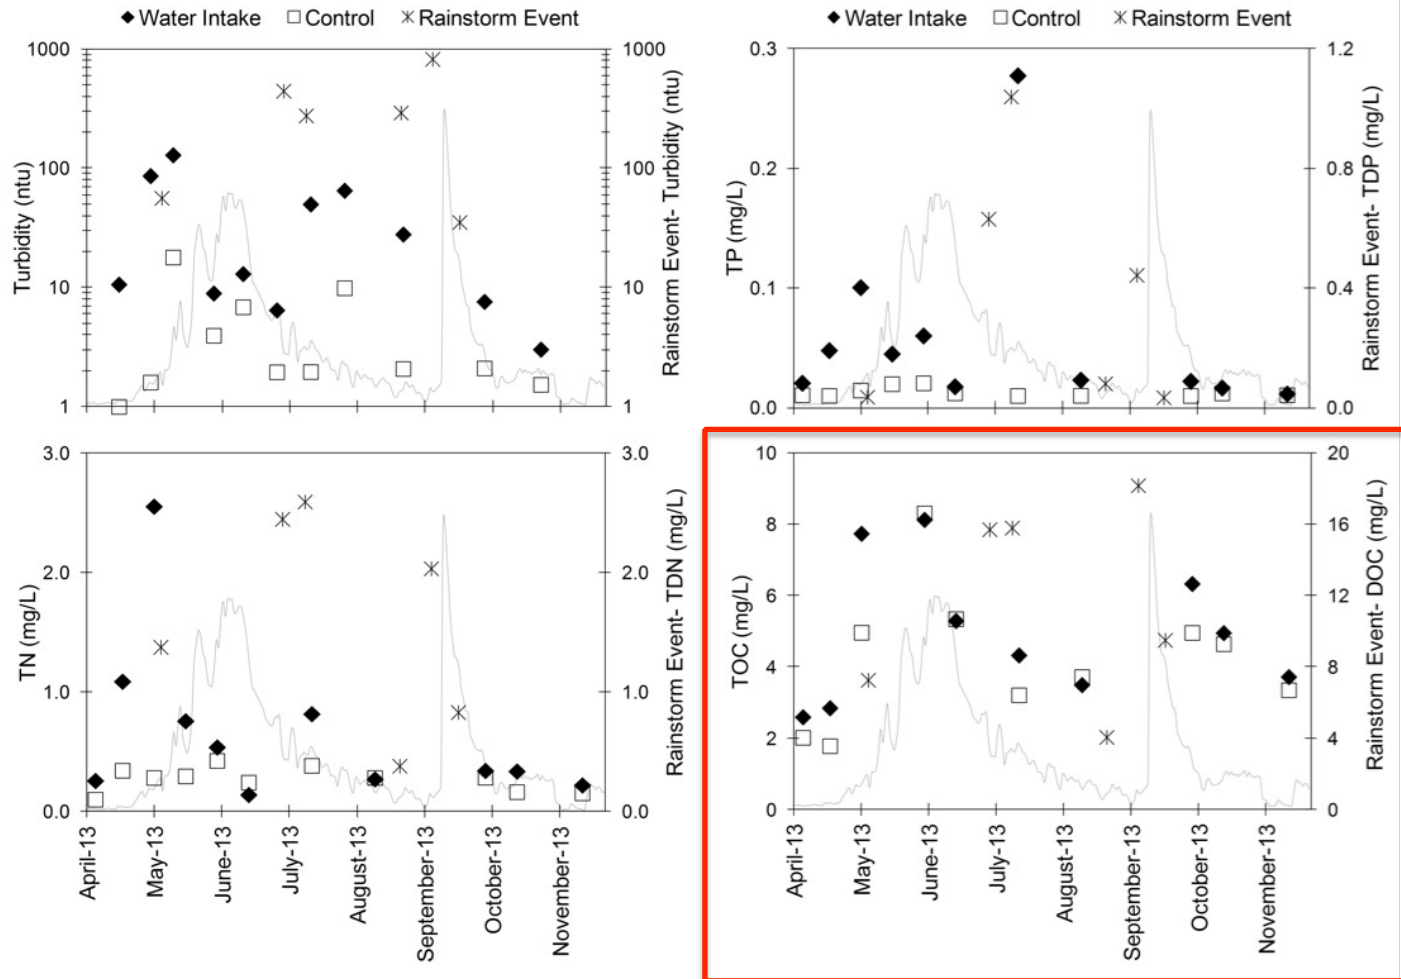 Water Intake Control Rainstorm Event
Water Intake Control Rainstorm Event
Turbidity (ntu)
1000
100
10
1
1000
100
10
1
Rainstorm Event- Turbidity (ntu)
TP (mg/L)
0.3
0.2
0.1
0.0
1.2
0.8
0.4
0.0
Rainstorm Event- TDP (mg/L)
TN (mg/L)
3.0
2.0
1.0
0.0
3.0
2.0
1.0
0.0
Rainstorm Event- TDN (mg/L)
April-13
May-13
June-13
July-13
August-13
September-13
October-13
November-13
TOC (mg/L)
10
8
6
4
2
0
20
16
12
8
4
0
Rainstorm Event- DOC (mg/L)
April-13
May-13
June-13
July-13
August-13
September-13
October-13
November-13